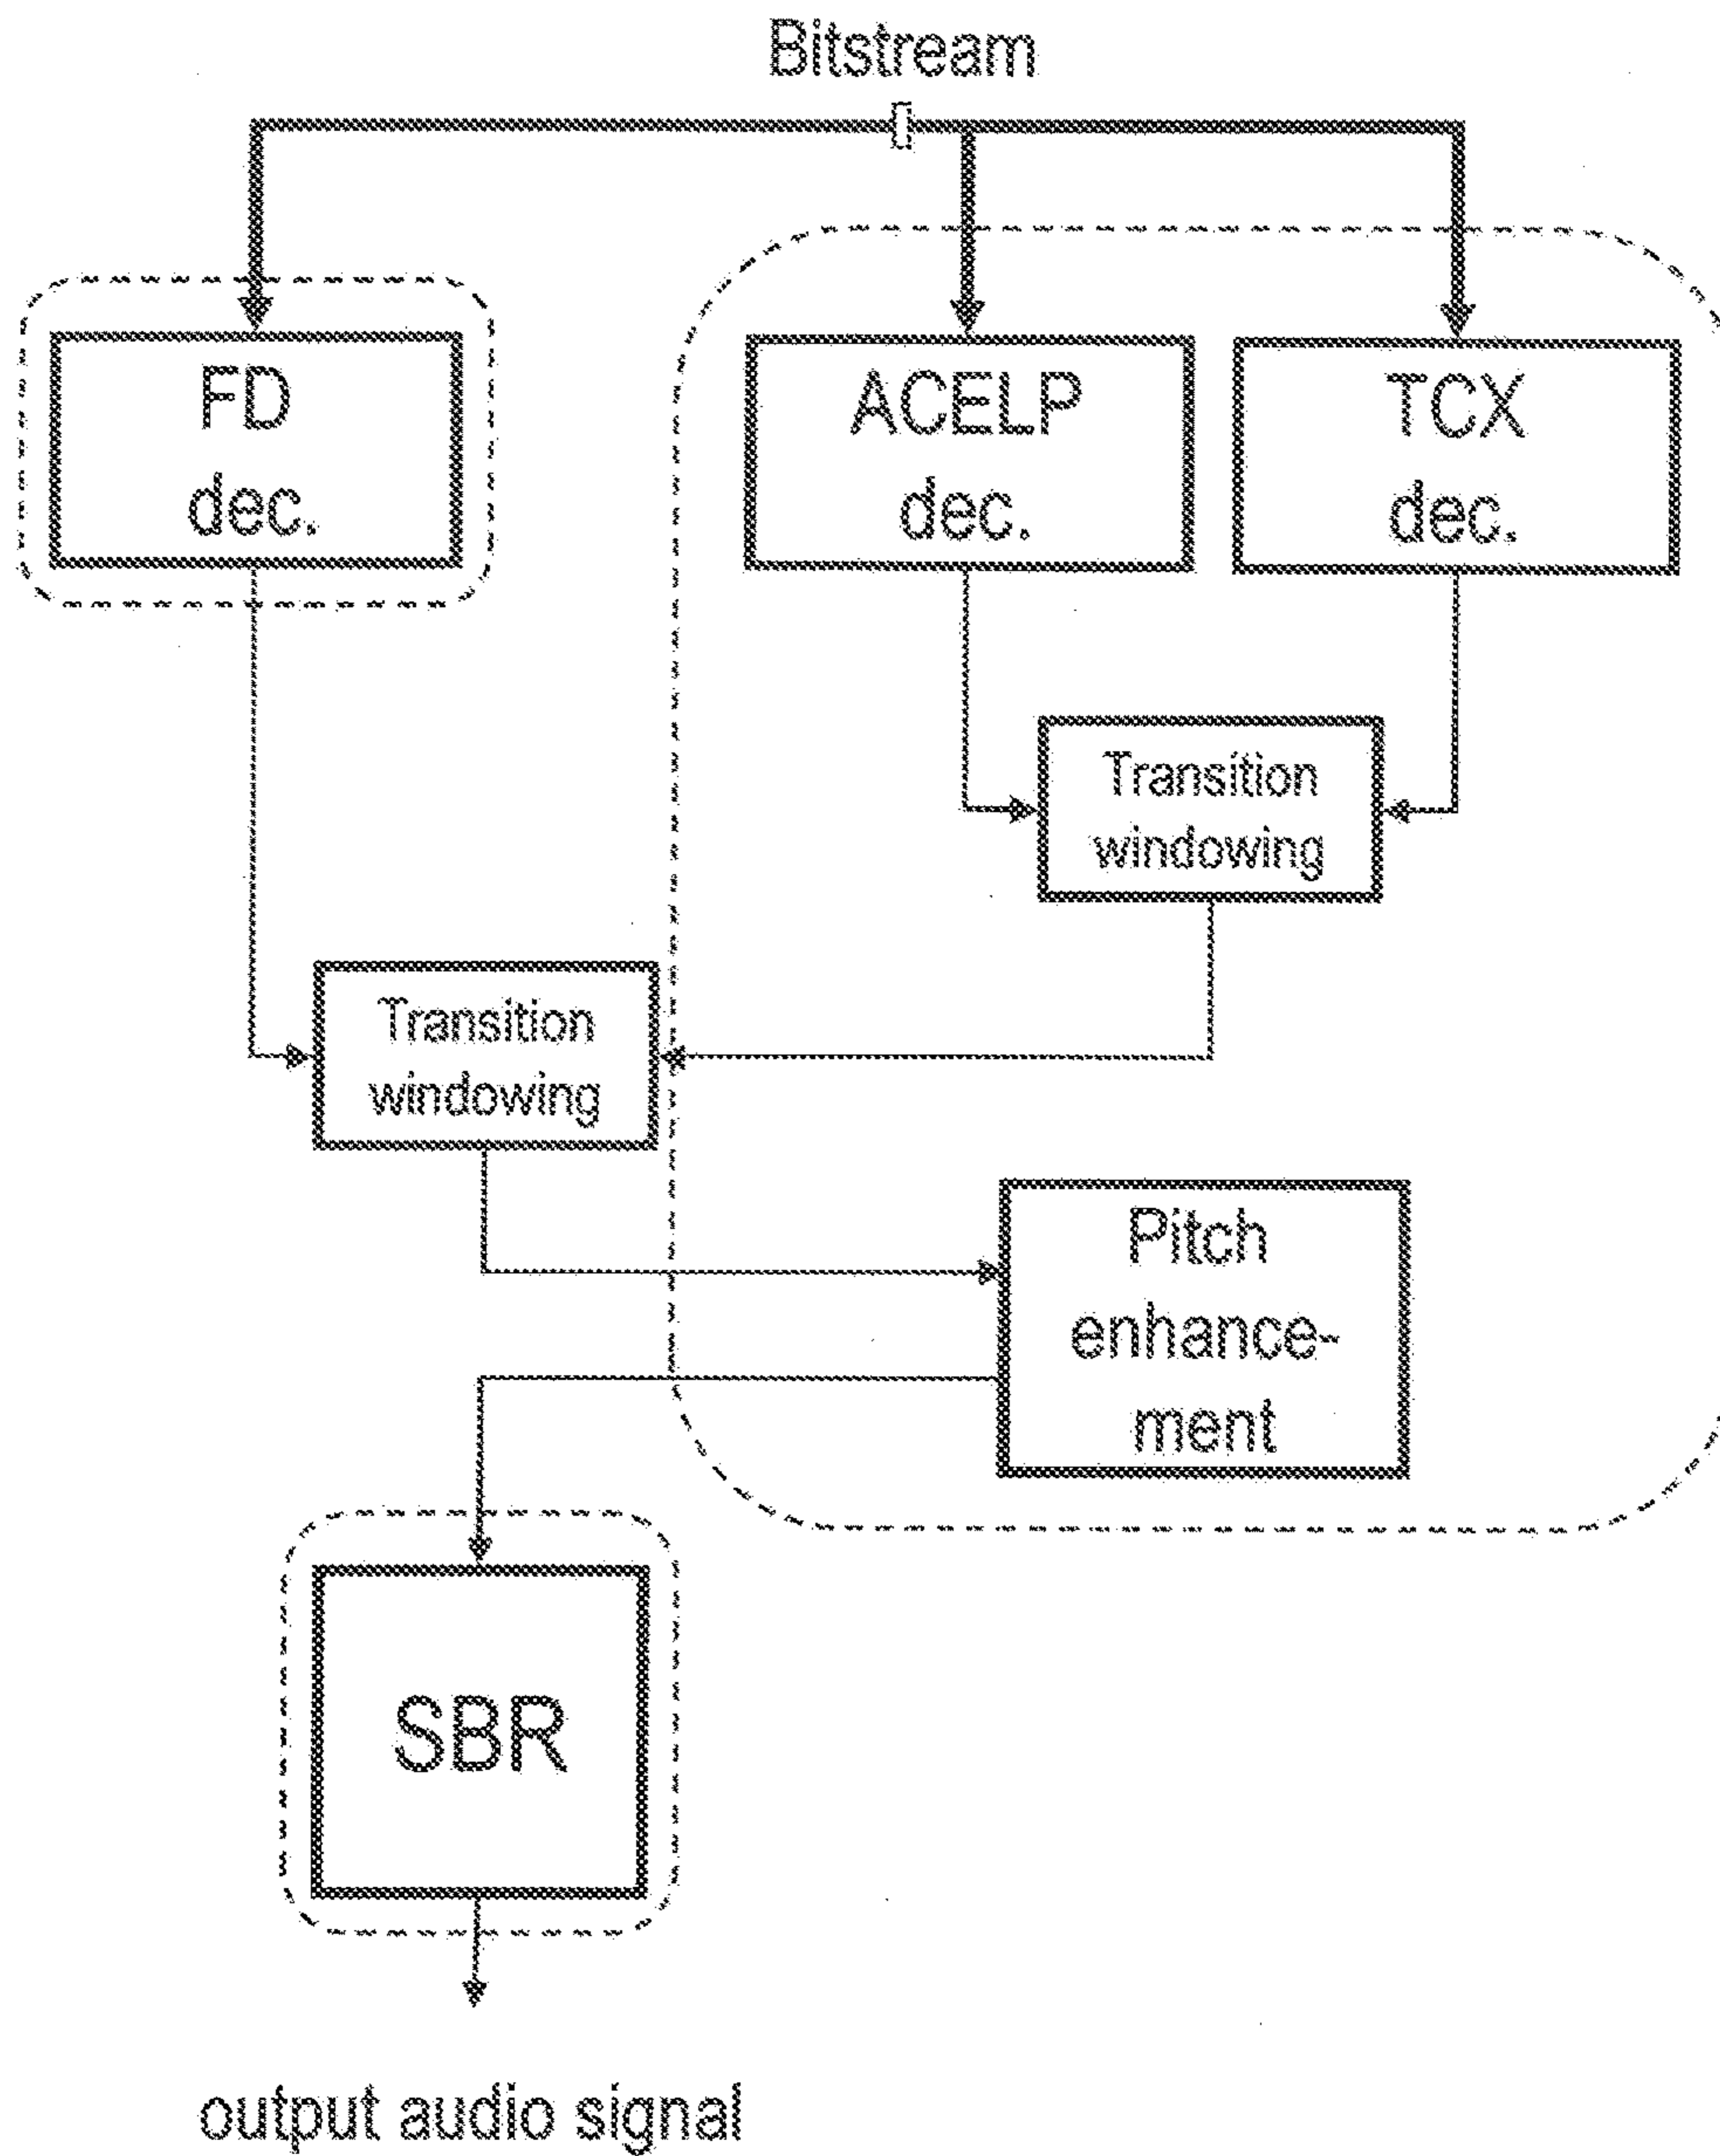 Bitstream
FD
dec.
ACELP
dec.
TCX
dec.
Transition
windowing
Transition
windowing
Pitch
enhance-
ment
SBR
output audio signal